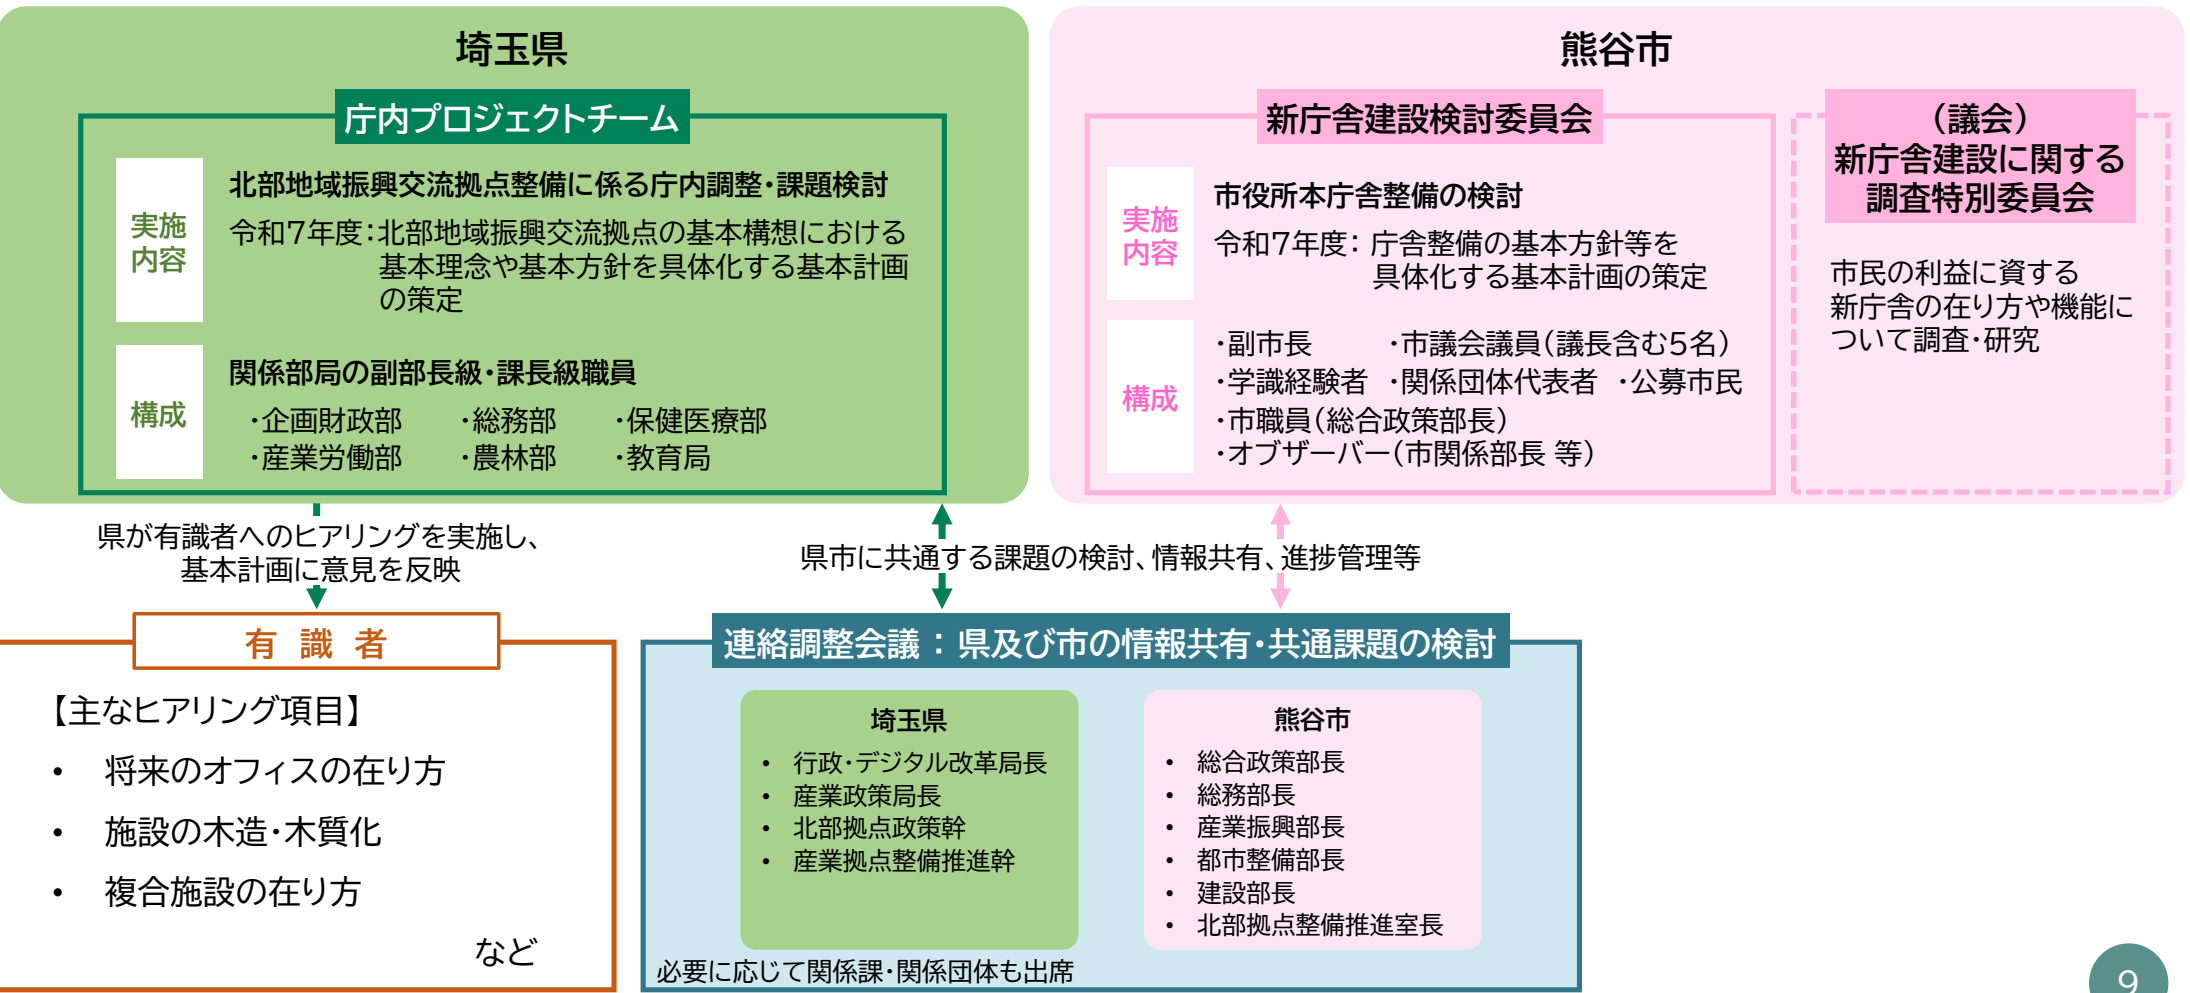 埼玉県
庁内プロジェクトチーム
実施
内容
北部地域振興交流拠点整備に係る庁内調整・課題検討
令和7年度：北部地域振興交流拠点の基本構想における
基本理念や基本方針を具体化する基本計画
の策定
構成
関係部局の副部長級・課長級職員
・企画財政部 ・総務部 ・保健医療部
・産業労働部 ・農林部 ・教育局
熊谷市
新庁舎建設検討委員会
実施
内容
市役所本庁舎整備の検討
令和7年度： 庁舎整備の基本方針等を
具体化する基本計画の策定
構成
・副市長 ・市議会議員（議長含む5名）
・学識経験者 ・関係団体代表者 ・公募市民
・市職員（総合政策部長）
・オブザーバー（市関係部長 等）
（議会）
新庁舎建設に関する
調査特別委員会
市民の利益に資する
新庁舎の在り方や機能に
ついて調査・研究
県が有識者へのヒアリングを実施し、
基本計画に意見を反映
県市に共通する課題の検討、情報共有、進捗管理等
有 識 者
【主なヒアリング項目】
• 将来のオフィスの在り方
• 施設の木造・木質化
• 複合施設の在り方
など
連絡調整会議：県及び市の情報共有・共通課題の検討
埼玉県
• 行政・デジタル改革局長
• 産業政策局長
• 北部拠点政策幹
• 産業拠点整備推進幹
熊谷市
• 総合政策部長
• 総務部長
• 産業振興部長
• 都市整備部長
• 建設部長
• 北部拠点整備推進室長
必要に応じて関係課・関係団体も出席
9